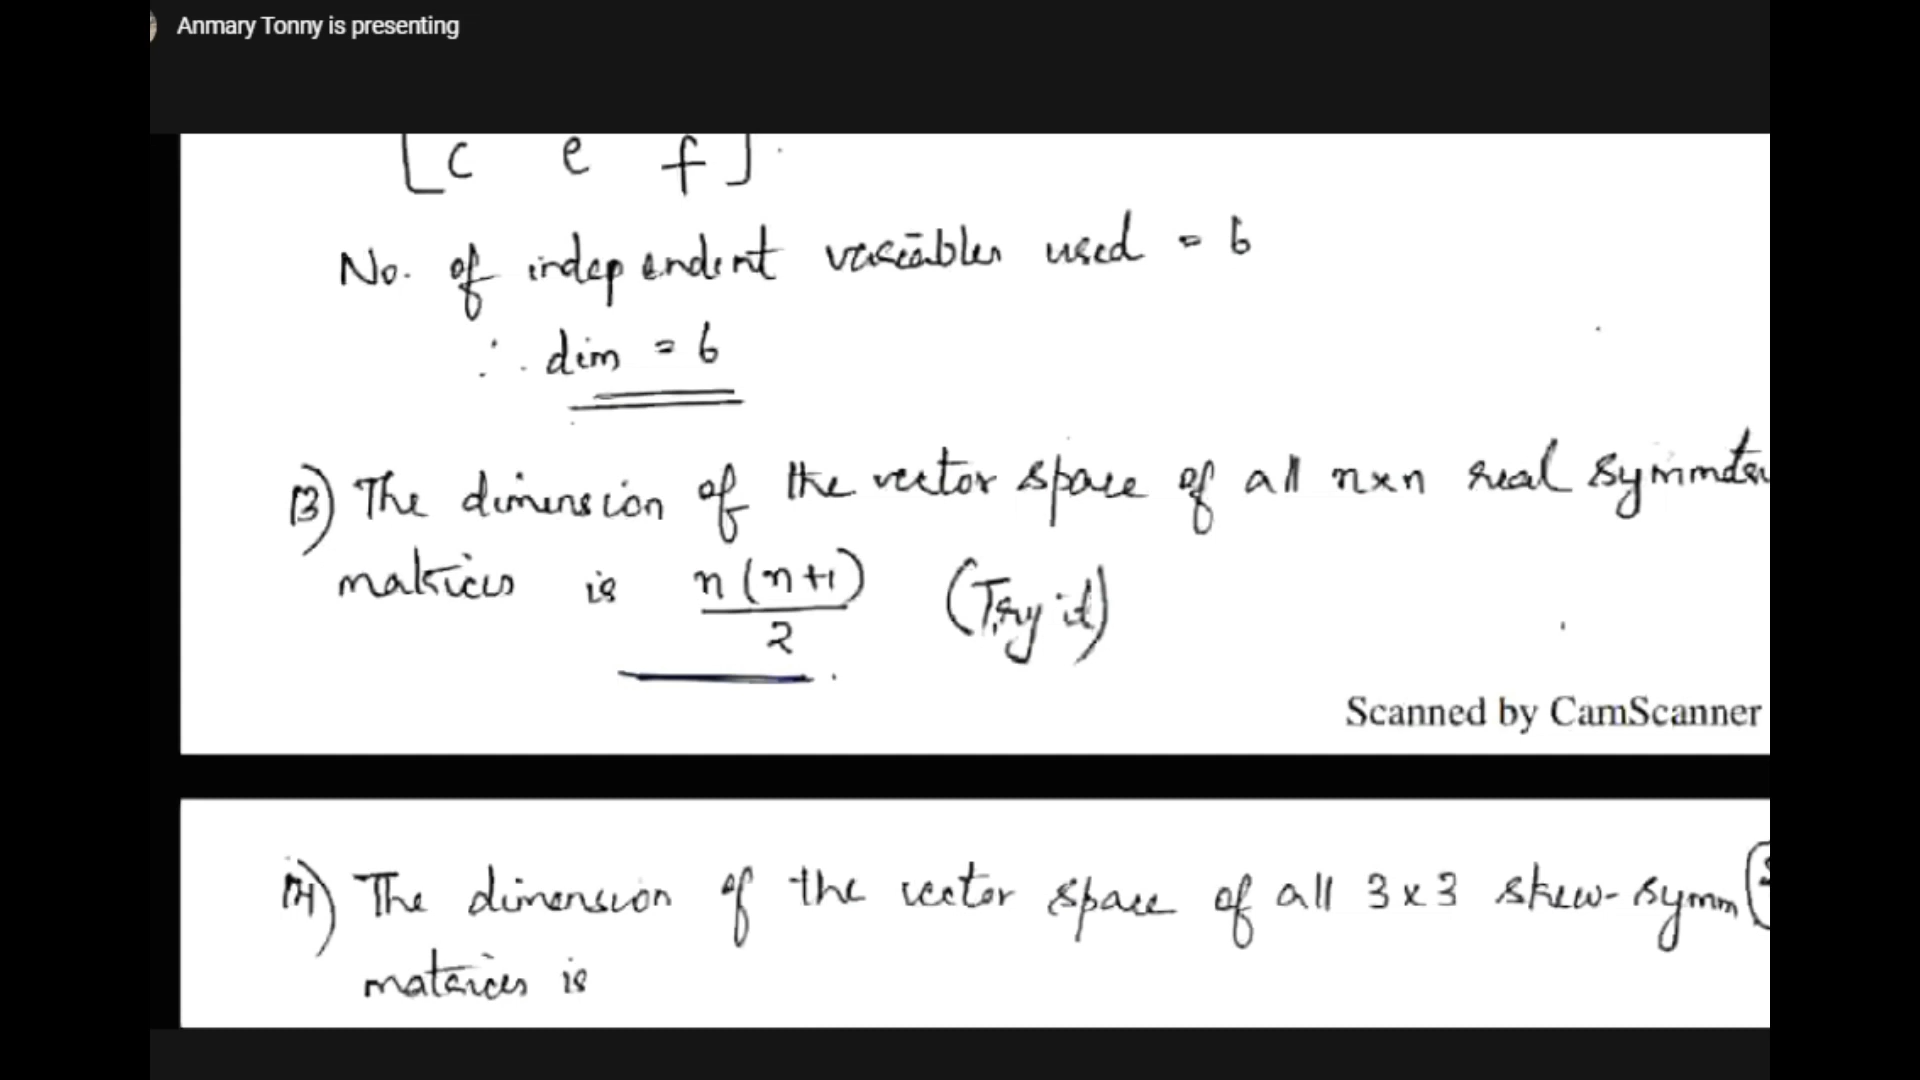 Anmary Tonny is presenting
[c e f]
No. of independent variables used = 6
∴ dim = 6
13) The dimension of the vector space of all n×n real symmetri
matrices is n(n+1)/2 (Try it)
Scanned by CamScanner
14) The dimension of the vector space of all 3×3 skew-symm
matrices is